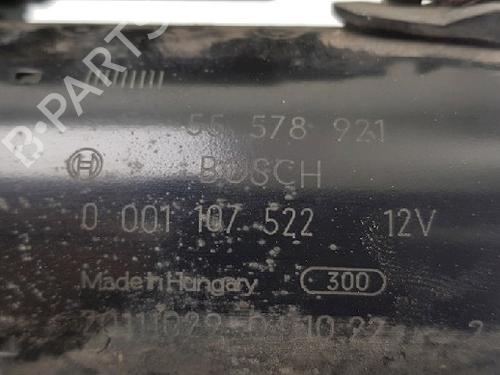 B-PARTS
55 578 921
BOSCH
0 001 107 522 12V
Made in Hungary 300